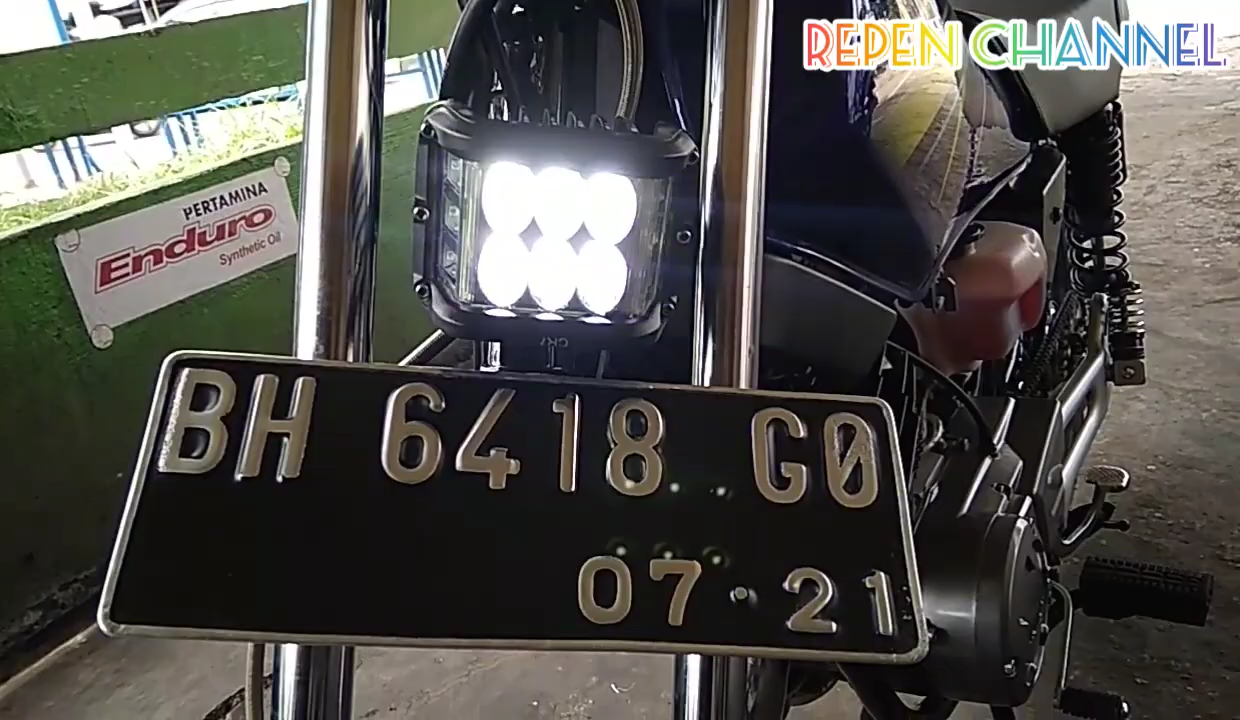 REPEN CHANNEL
PERTAMINA
Enduro
Synthetic Oil
BH 6418 GO
07·21